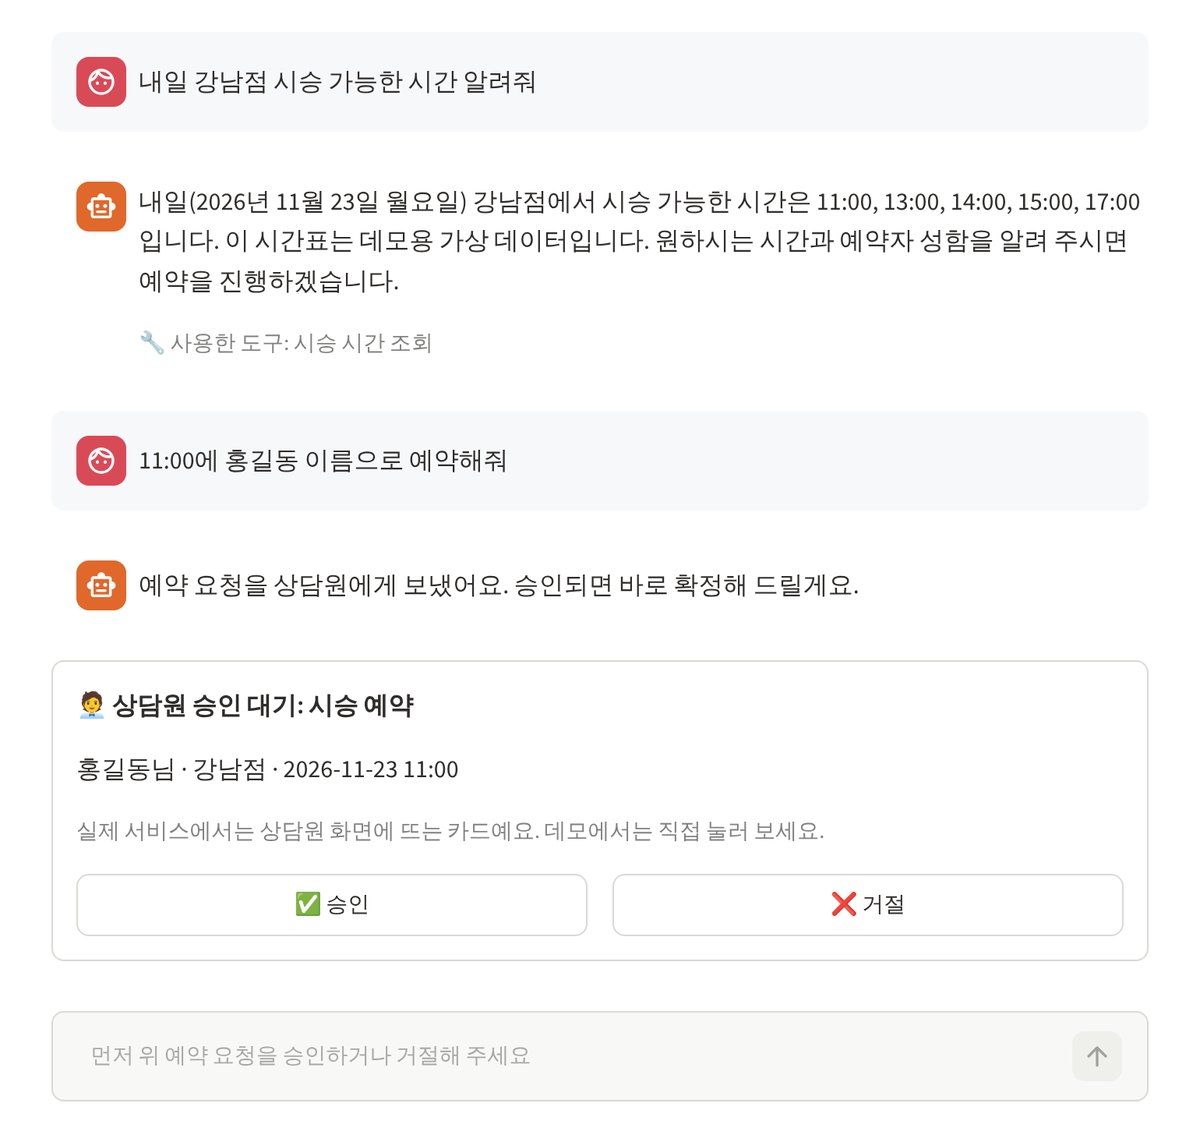 내일 강남점 시승 가능한 시간 알려줘
내일(2026년 11월 23일 월요일) 강남점에서 시승 가능한 시간은 11:00, 13:00, 14:00, 15:00, 17:00
입니다. 이 시간표는 데모용 가상 데이터입니다. 원하시는 시간과 예약자 성함을 알려 주시면
예약을 진행하겠습니다.
🔧 사용한 도구: 시승 시간 조회
11:00에 홍길동 이름으로 예약해줘
예약 요청을 상담원에게 보냈어요. 승인되면 바로 확정해 드릴게요.
🧑‍💼 상담원 승인 대기: 시승 예약
홍길동님 · 강남점 · 2026-11-23 11:00
실제 서비스에서는 상담원 화면에 뜨는 카드예요. 데모에서는 직접 눌러 보세요.
✅ 승인
❌ 거절
먼저 위 예약 요청을 승인하거나 거절해 주세요